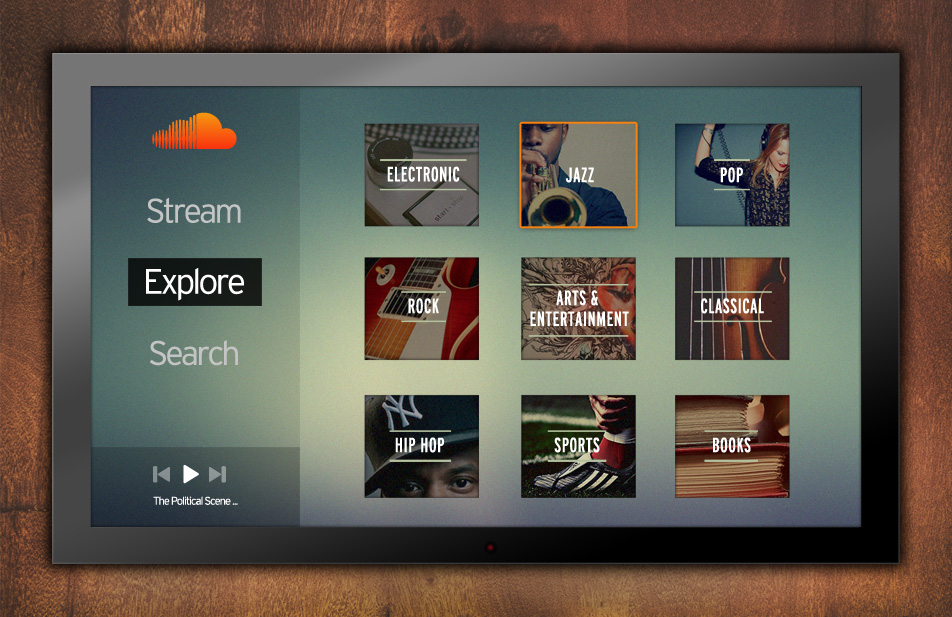 Stream
Explore
Search
The Political Scene ...
ELECTRONIC
JAZZ
POP
ROCK
ARTS &
ENTERTAINMENT
CLASSICAL
HIP HOP
SPORTS
BOOKS